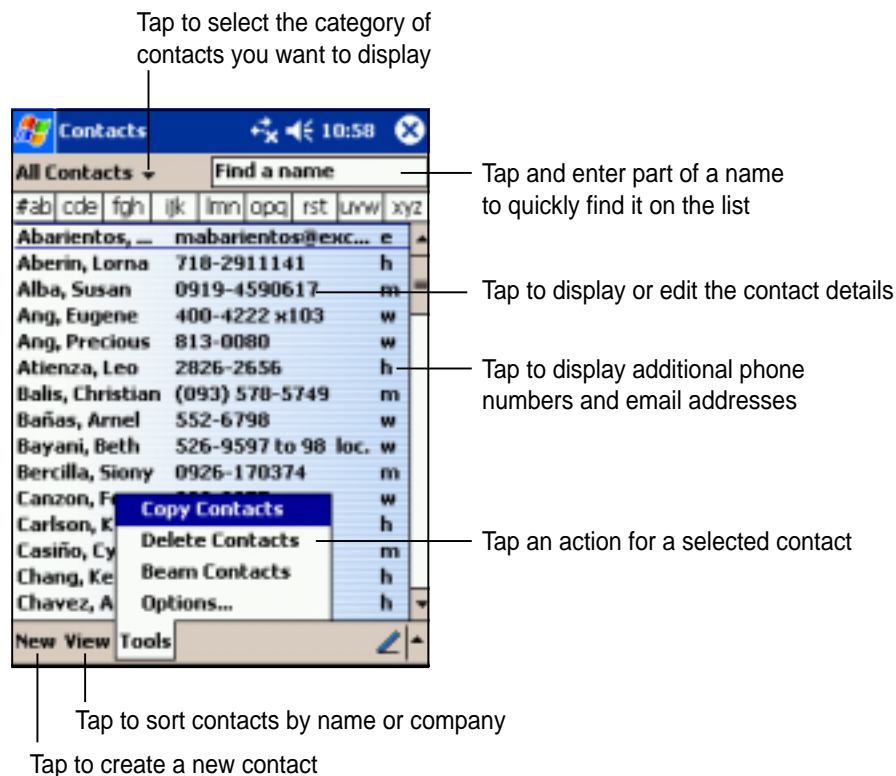 Tap to select the category of
contacts you want to display
Contacts 10:58
All Contacts Find a name
#ab cde fgh ijk lmn opq rst uvw xyz
Abarientos, ... mabarientos@exc... e
Aberin, Lorna 718-2911141 h
Alba, Susan 0919-4590617 m
Ang, Eugene 400-4222 x103 w
Ang, Precious 813-0080 w
Atienza, Leo 2826-2656 h
Balis, Christian (093) 578-5749 m
Bañas, Arnel 552-6798 w
Bayani, Beth 526-9597 to 98 loc. w
Bercilla, Siony 0926-170374 m
Canzon, F w
Carlson, K h
Casiño, Cy m
Chang, Ke h
Chavez, A h
Copy Contacts
Delete Contacts
Beam Contacts
Options...
New View Tools
Tap and enter part of a name
to quickly find it on the list
Tap to display or edit the contact details
Tap to display additional phone
numbers and email addresses
Tap an action for a selected contact
Tap to sort contacts by name or company
Tap to create a new contact